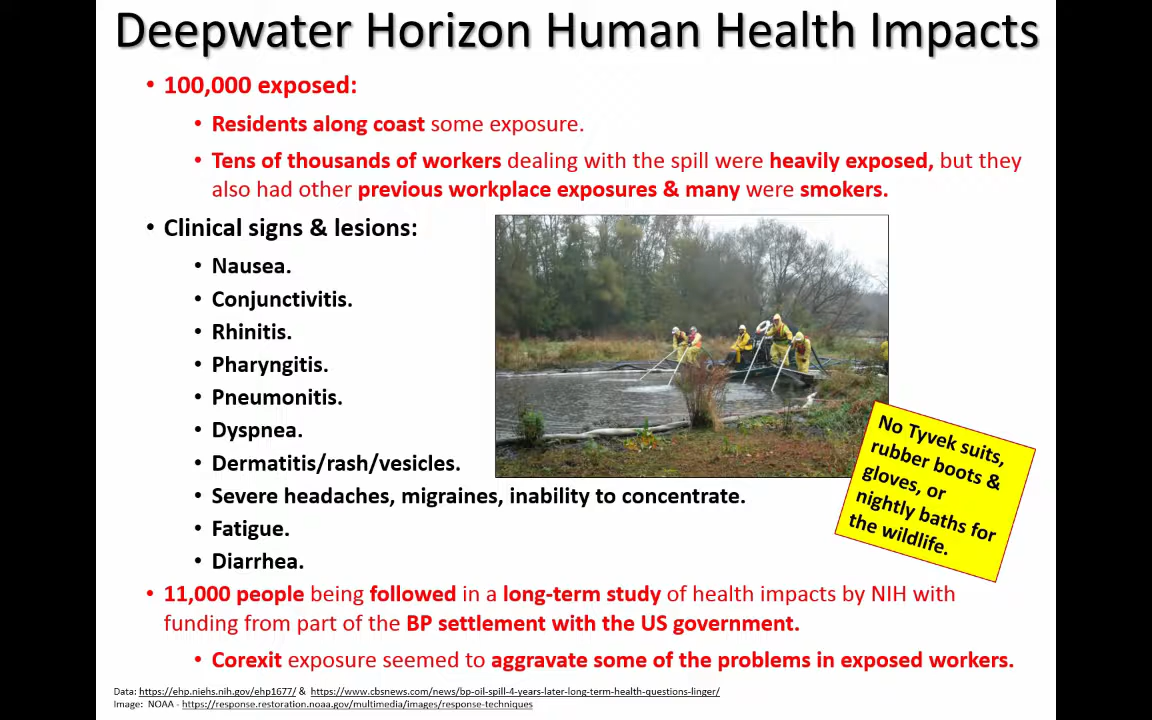 Deepwater Horizon Human Health Impacts
• 100,000 exposed:
• Residents along coast some exposure.
• Tens of thousands of workers dealing with the spill were heavily exposed, but they
also had other previous workplace exposures & many were smokers.
• Clinical signs & lesions:
• Nausea.
• Conjunctivitis.
• Rhinitis.
• Pharyngitis.
• Pneumonitis.
• Dyspnea.
• Dermatitis/rash/vesicles.
• Severe headaches, migraines, inability to concentrate.
• Fatigue.
• Diarrhea.
No Tyvek suits,
rubber boots &
gloves, or
nightly baths for
the wildlife.
• 11,000 people being followed in a long-term study of health impacts by NIH with
funding from part of the BP settlement with the US government.
• Corexit exposure seemed to aggravate some of the problems in exposed workers.
Data: https://ehp.niehs.nih.gov/ehp1677/ & https://www.cbsnews.com/news/bp-oil-spill-4-years-later-long-term-health-questions-linger/
Image: NOAA - https://response.restoration.noaa.gov/multimedia/images/response-techniques